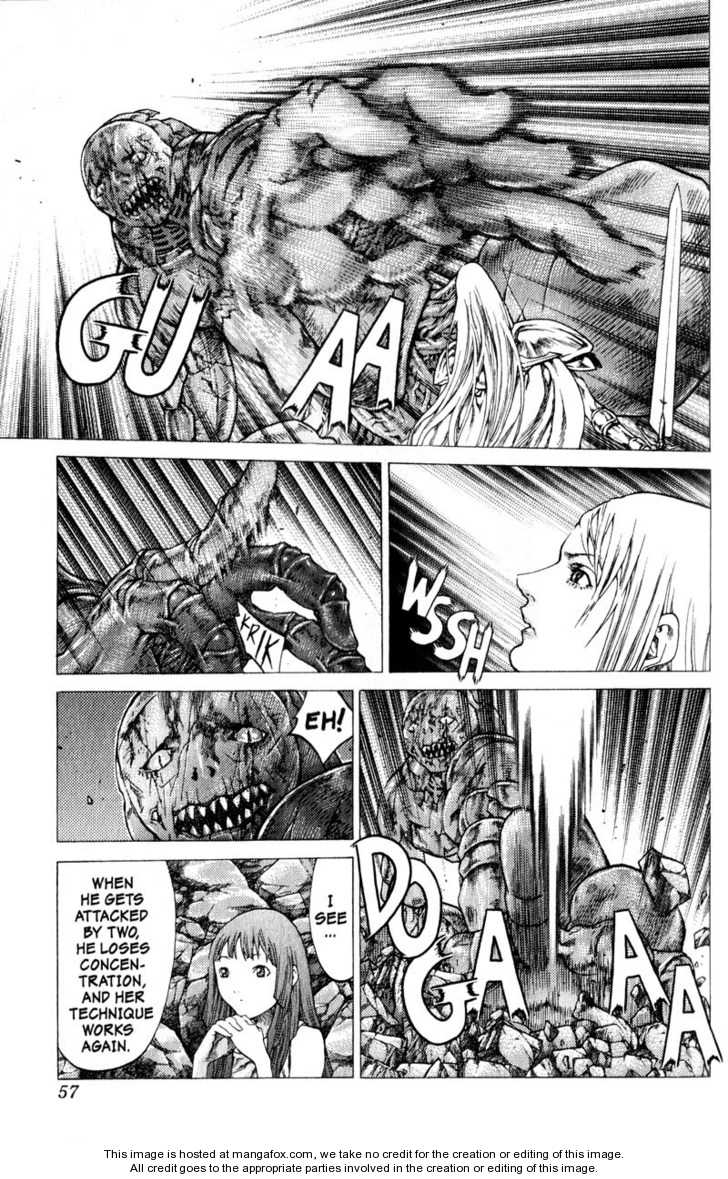 GU
AA
WSSH
KRIK
EH!
DO
GA
A
A
I
SEE
...
WHEN
HE GETS
ATTACKED
BY TWO,
HE LOSES
CONCEN-
TRATION,
AND HER
TECHNIQUE
WORKS
AGAIN.
57
This image is hosted at mangafox.com, we take no credit for the creation or editing of this image.
All credit goes to the appropriate parties involved in the creation or editing of this image.